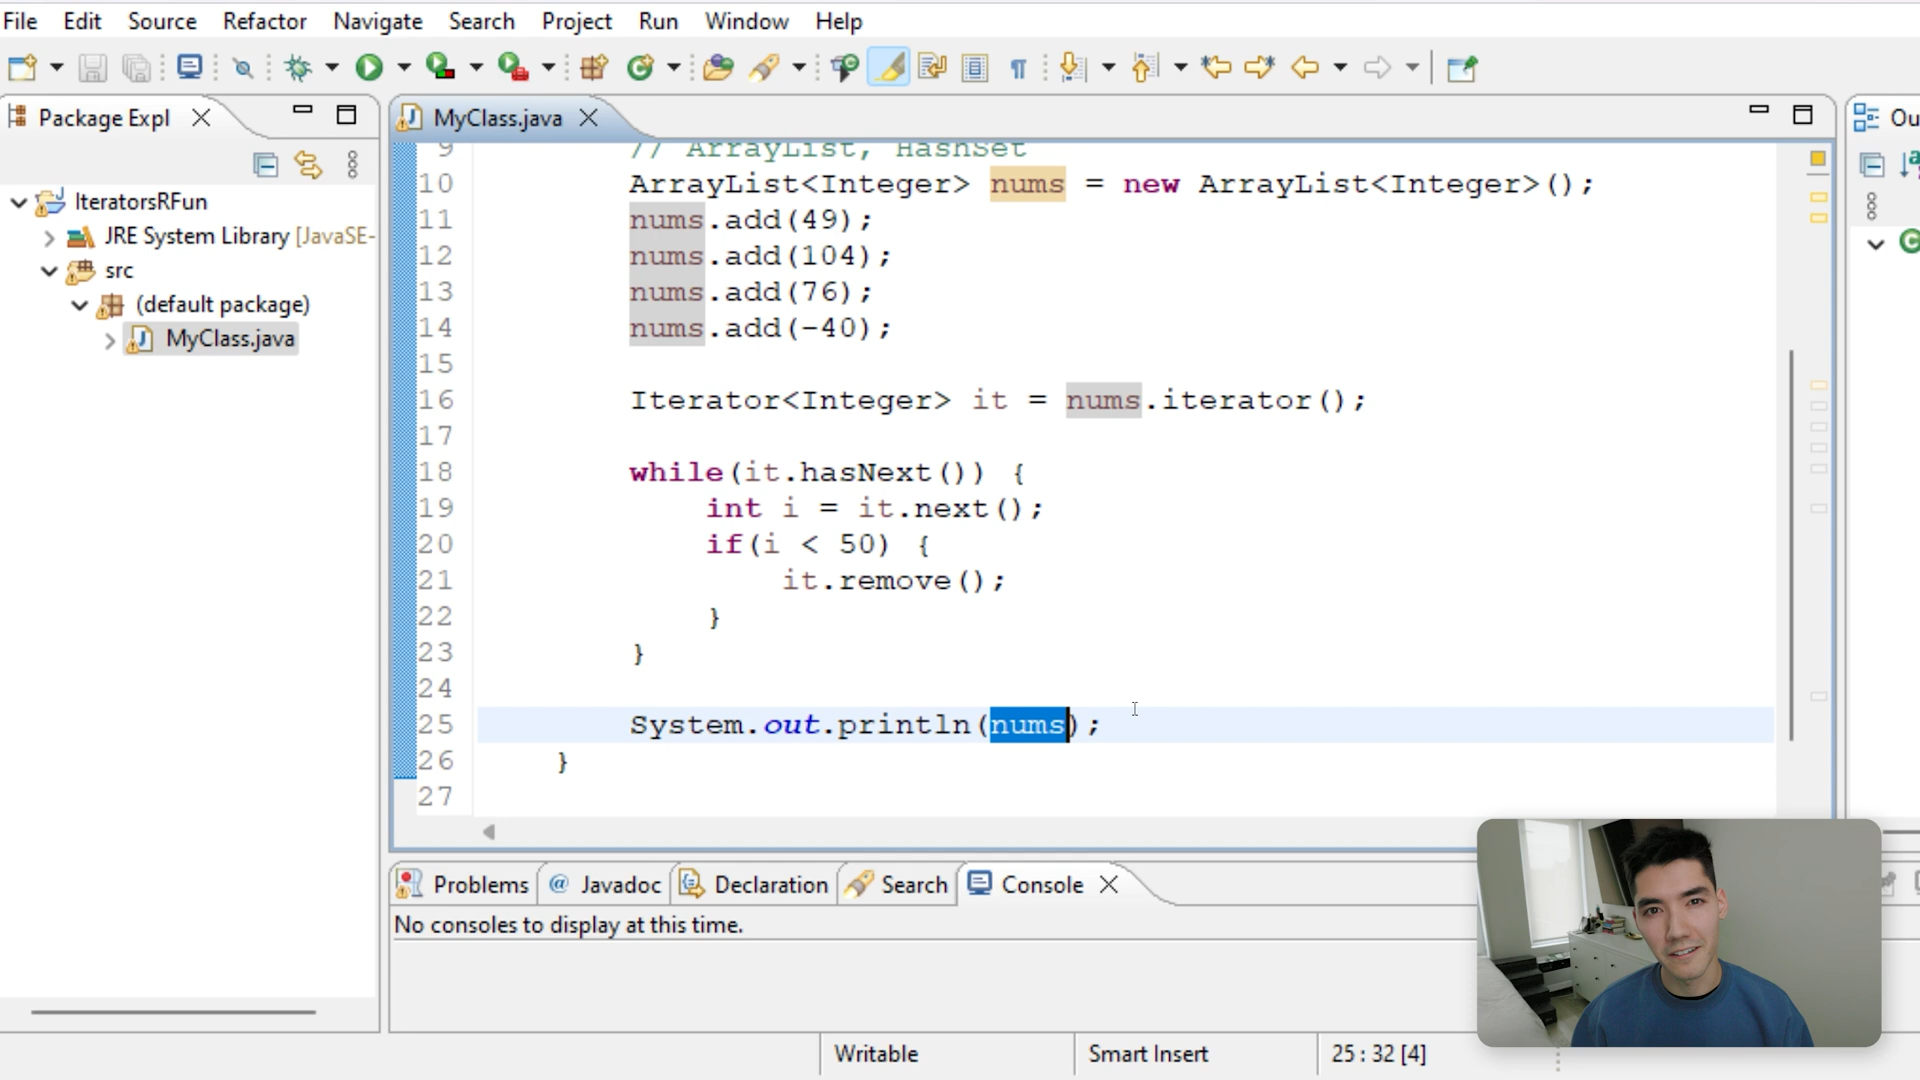 File Edit Source Refactor Navigate Search Project Run Window Help
Package Expl
MyClass.java
Ou
IteratorsRFun
JRE System Library [JavaSE-
src
(default package)
MyClass.java
9 // ArrayList, HashSet
10 ArrayList<Integer> nums = new ArrayList<Integer>();
11 nums.add(49);
12 nums.add(104);
13 nums.add(76);
14 nums.add(-40);
15
16 Iterator<Integer> it = nums.iterator();
17
18 while(it.hasNext()) {
19 int i = it.next();
20 if(i < 50) {
21 it.remove();
22 }
23 }
24
25 System.out.println(nums);
26 }
27
Problems Javadoc Declaration Search Console
No consoles to display at this time.
Writable Smart Insert 25 : 32 [4]